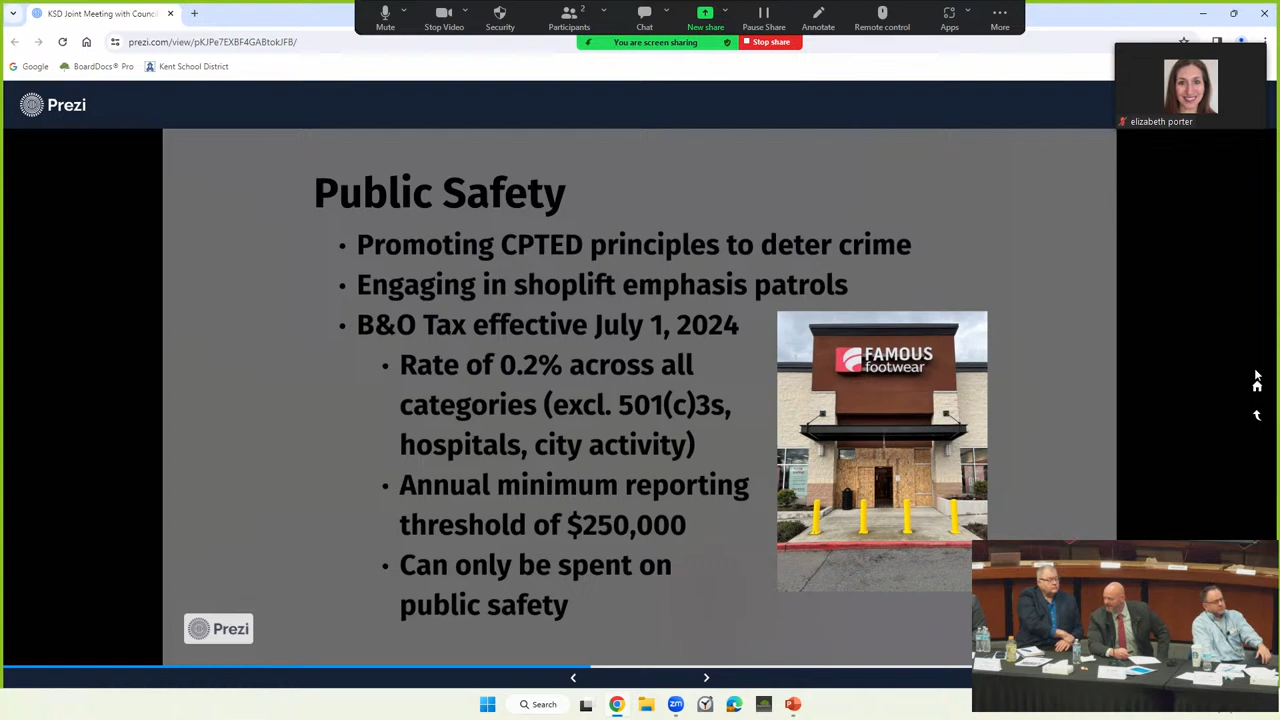 KSD Joint Meeting with Counci
Mute
Stop Video
Security
Participants
2
Chat
New share
Pause Share
Annotate
Remote control
Apps
More
You are screen sharing
Stop share
prezi.com/view/pKJPe7EXBF4GABtokJFB/
Google
BoardDocs® Pro
Kent School District
Prezi
elizabeth porter
Public Safety
• Promoting CPTED principles to deter crime
• Engaging in shoplift emphasis patrols
• B&O Tax effective July 1, 2024
• Rate of 0.2% across all
categories (excl. 501(c)3s,
hospitals, city activity)
• Annual minimum reporting
threshold of $250,000
• Can only be spent on
public safety
FAMOUS
footwear
Prezi
Search
zm